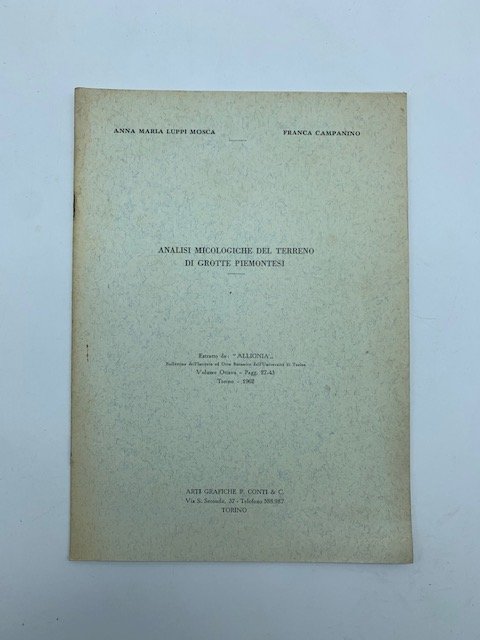 ANNA MARIA LUPPI MOSCA FRANCA CAMPANINO
ANALISI MICOLOGICHE DEL TERRENO
DI GROTTE PIEMONTESI
Estratto da: "ALLIONIA„
Bollettino dell'Istituto ed Orto Botanico dell'Università di Torino
Volume Ottavo - Pagg. 27-43
Torino - 1962
ARTI GRAFICHE P. CONTI & C.
Via S. Secondo, 37 - Telefono 588.987
TORINO